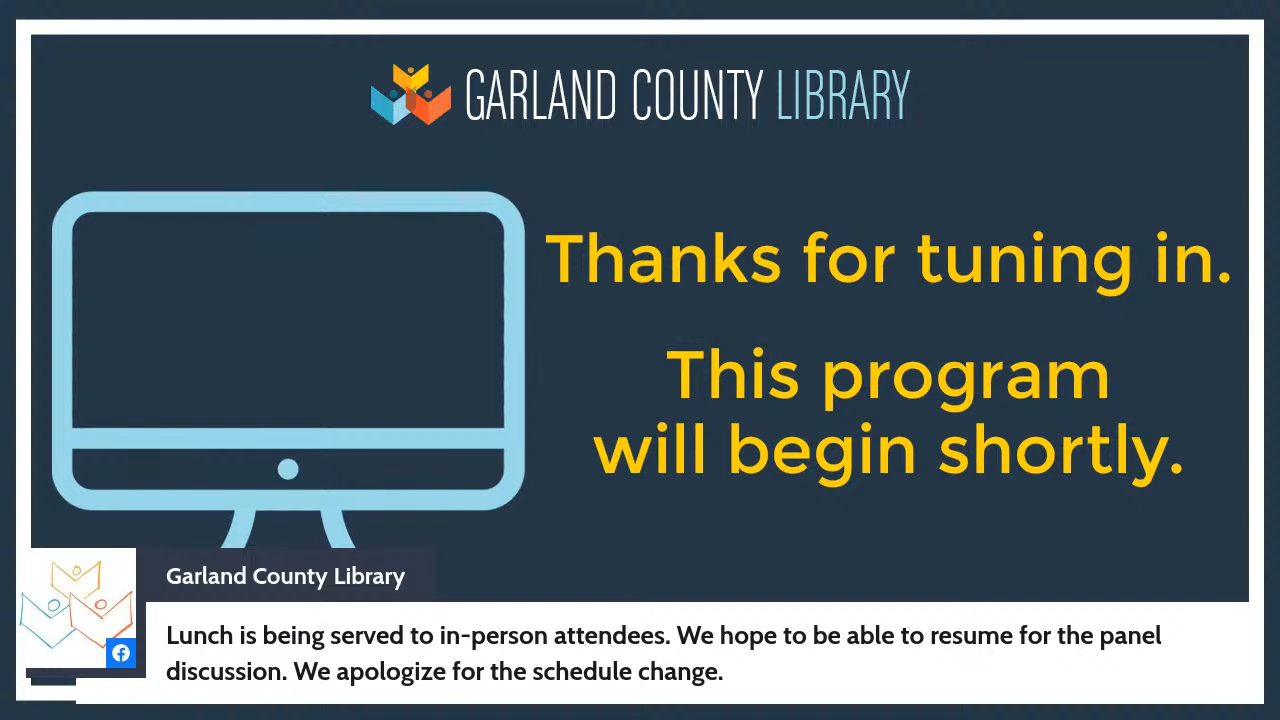 GARLAND COUNTY LIBRARY
Thanks for tuning in.
This program
will begin shortly.
Garland County Library
Lunch is being served to in-person attendees. We hope to be able to resume for the panel
discussion. We apologize for the schedule change.